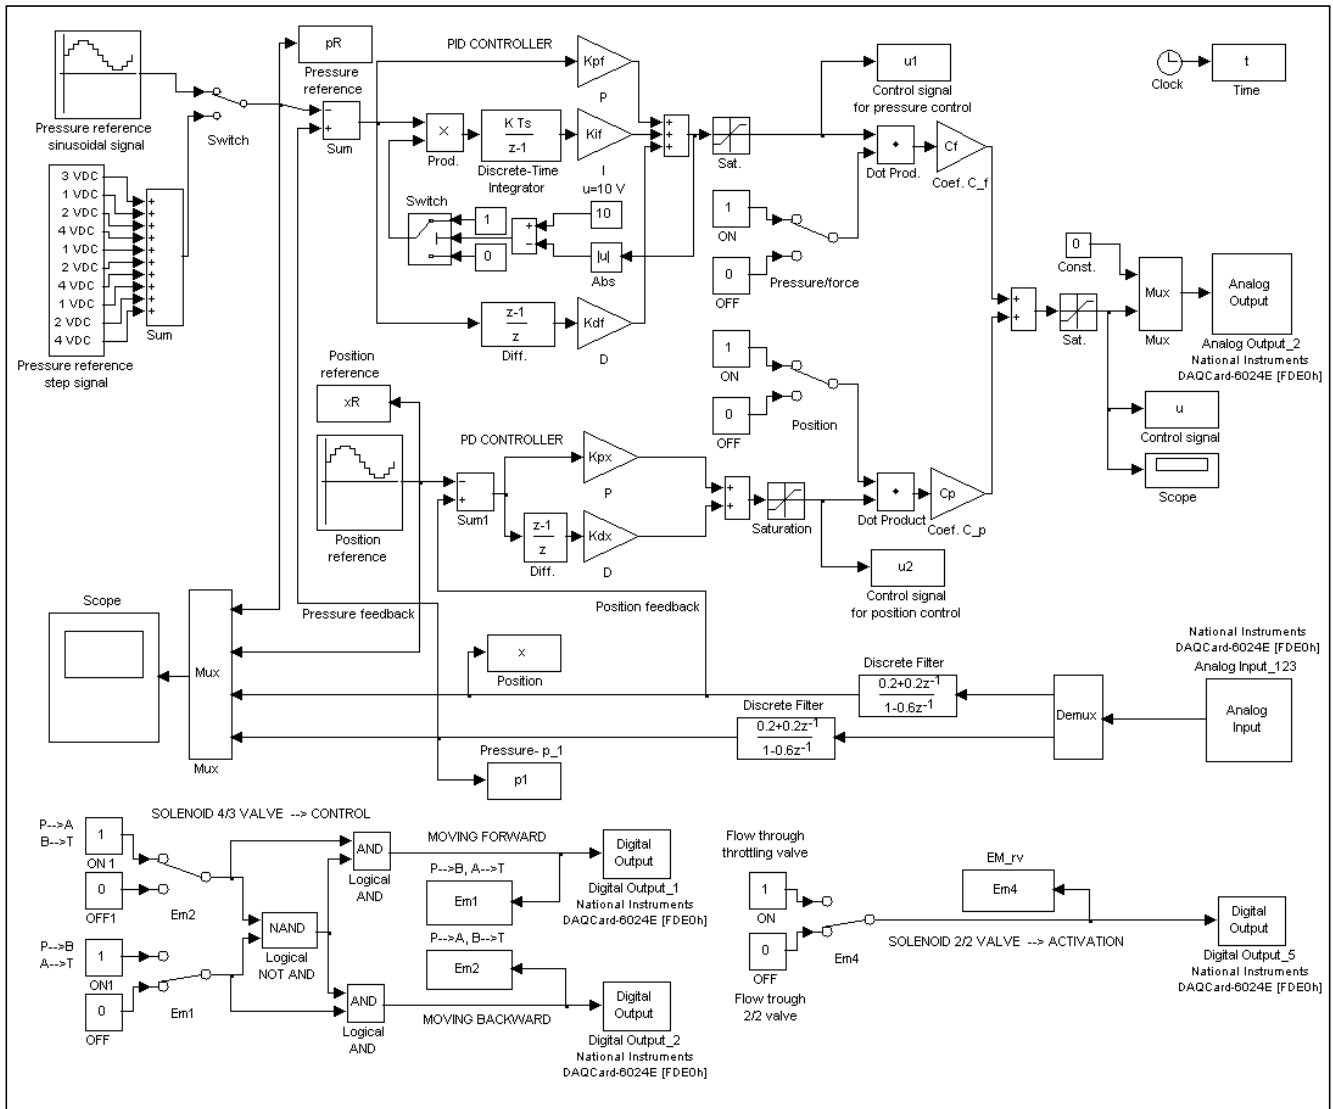 pR
Pressure
reference
PID CONTROLLER
Kpf
P
u1
Control signal
for pressure control
Clock
t
Time
Pressure reference
sinusoidal signal
Switch
−
+
Sum
×
Prod.
K Ts
z-1
Discrete-Time
Integrator
Kif
I
u=10 V
+
+
+
Sat.
Dot Prod.
Cf
Coef. C_f
3 VDC
1 VDC
2 VDC
4 VDC
1 VDC
2 VDC
4 VDC
1 VDC
2 VDC
4 VDC
+
+
+
+
+
+
+
+
+
+
Sum
Pressure reference
step signal
Switch
1
0
+
−
10
|u|
Abs
1
ON
0
OFF
Pressure/force
z-1
z
Diff.
Kdf
D
0
Const.
Mux
Mux
Analog
Output
Analog Output_2
National Instruments
DAQCard-6024E [FDE0h]
+
+
Sat.
u
Control signal
Scope
1
ON
0
OFF
Position
Position
reference
xR
Position
reference
PD CONTROLLER
−
+
Sum1
Kpx
P
z-1
z
Diff.
Kdx
D
+
+
Saturation
Dot Product
Cp
Coef. C_p
u2
Control signal
for position control
Scope
Mux
Mux
Pressure feedback
Position feedback
x
Position
Discrete Filter
0.2+0.2z-1
1-0.6z-1
Discrete Filter
0.2+0.2z-1
1-0.6z-1
Demux
National Instruments
DAQCard-6024E [FDE0h]
Analog Input_123
Analog
Input
Pressure- p_1
p1
SOLENOID 4/3 VALVE --> CONTROL
P-->A
B-->T
1
ON 1
0
OFF1
Em2
P-->B
A-->T
1
ON1
0
OFF
Em1
NAND
Logical
NOT AND
AND
Logical
AND
AND
Logical
AND
MOVING FORWARD
P-->B, A-->T
Em1
P-->A, B-->T
Em2
MOVING BACKWARD
Digital
Output
Digital Output_1
National Instruments
DAQCard-6024E [FDE0h]
Digital
Output
Digital Output_2
National Instruments
DAQCard-6024E [FDE0h]
Flow through
throttling valve
1
ON
0
OFF
Flow trough
2/2 valve
Em4
EM_rv
Em4
SOLENOID 2/2 VALVE --> ACTIVATION
Digital
Output
Digital Output_5
National Instruments
DAQCard-6024E [FDE0h]